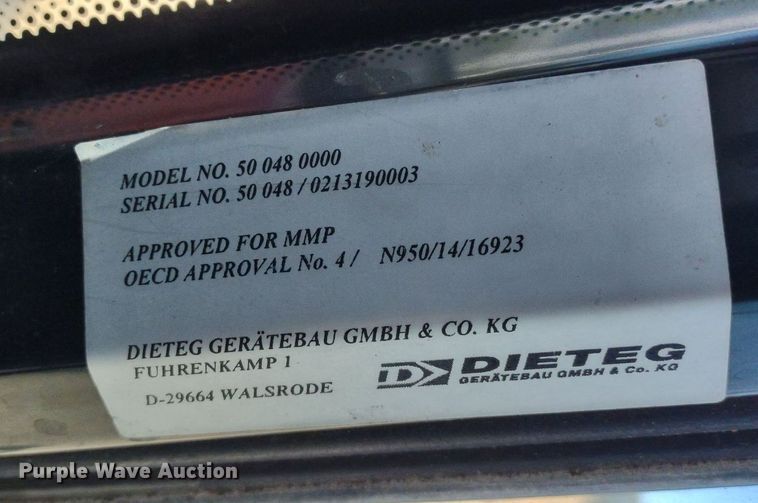 MODEL NO. 50 048 0000
SERIAL NO. 50 048 / 0213190003
APPROVED FOR MMP
OECD APPROVAL No. 4 / N950/14/16923
DIETEG GERÄTEBAU GMBH & CO. KG
FUHRENKAMP 1
D-29664 WALSRODE
D DIETEG
GERÄTEBAU GMBH & Co. KG
Purple Wave Auction